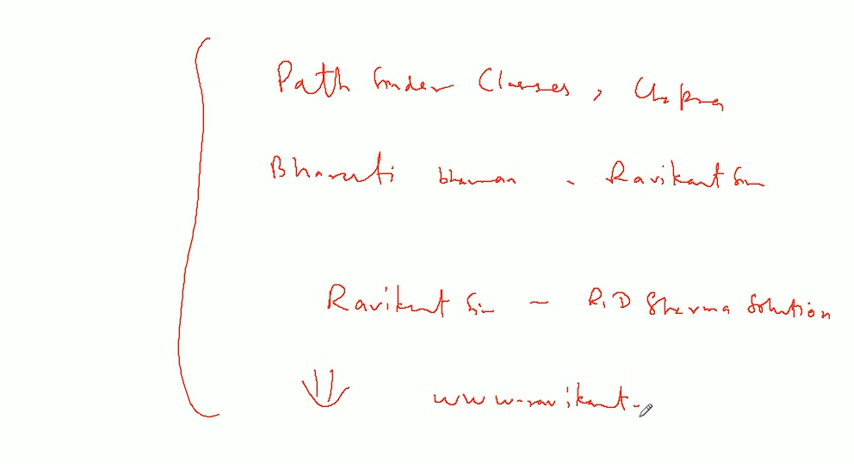 Path finder Classes, Chapra
Bharati bhawan - Ravikant Sir
Ravikant Sir - R.D Sharma Solution
www.ravikant-